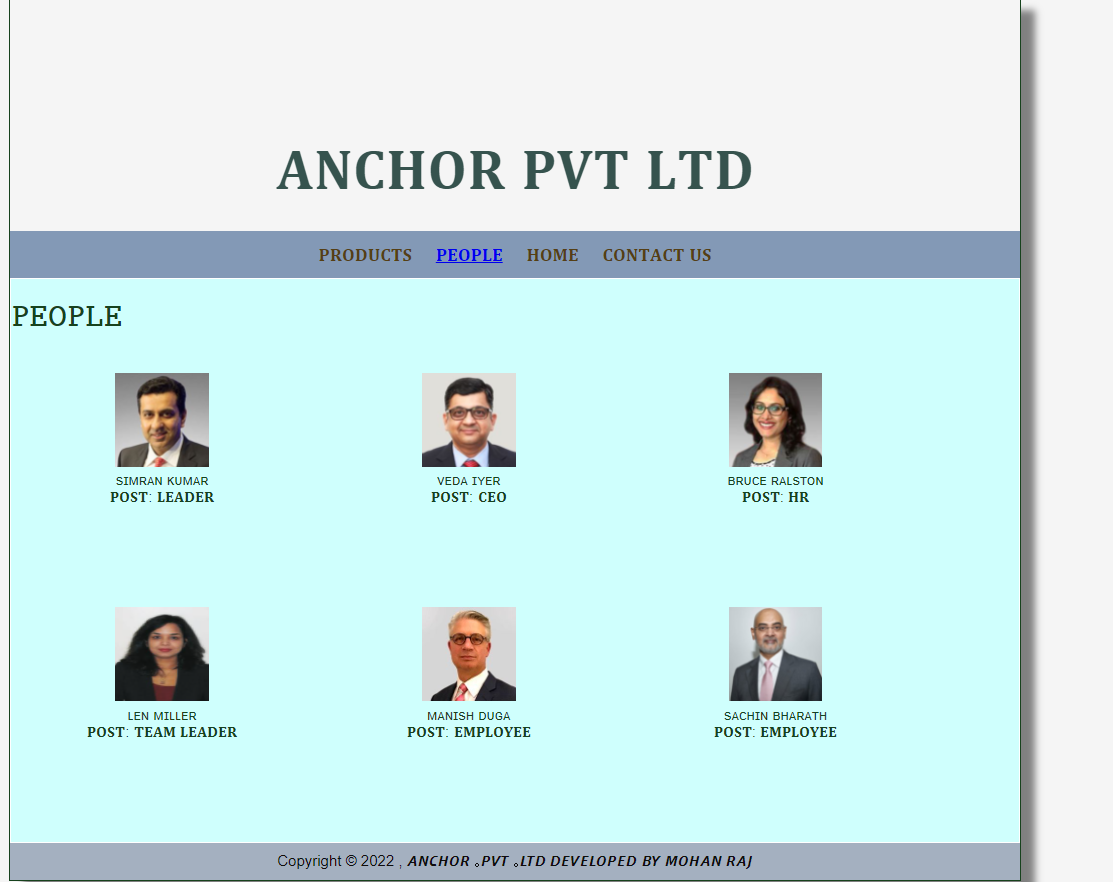 ANCHOR PVT LTD
PRODUCTS PEOPLE HOME CONTACT US
PEOPLE
SIMRAN KUMAR
POST: LEADER
VEDA IYER
POST: CEO
BRUCE RALSTON
POST: HR
LEN MILLER
POST: TEAM LEADER
MANISH DUGA
POST: EMPLOYEE
SACHIN BHARATH
POST: EMPLOYEE
Copyright © 2022 , ANCHOR 。PVT 。LTD DEVELOPED BY MOHAN RAJ